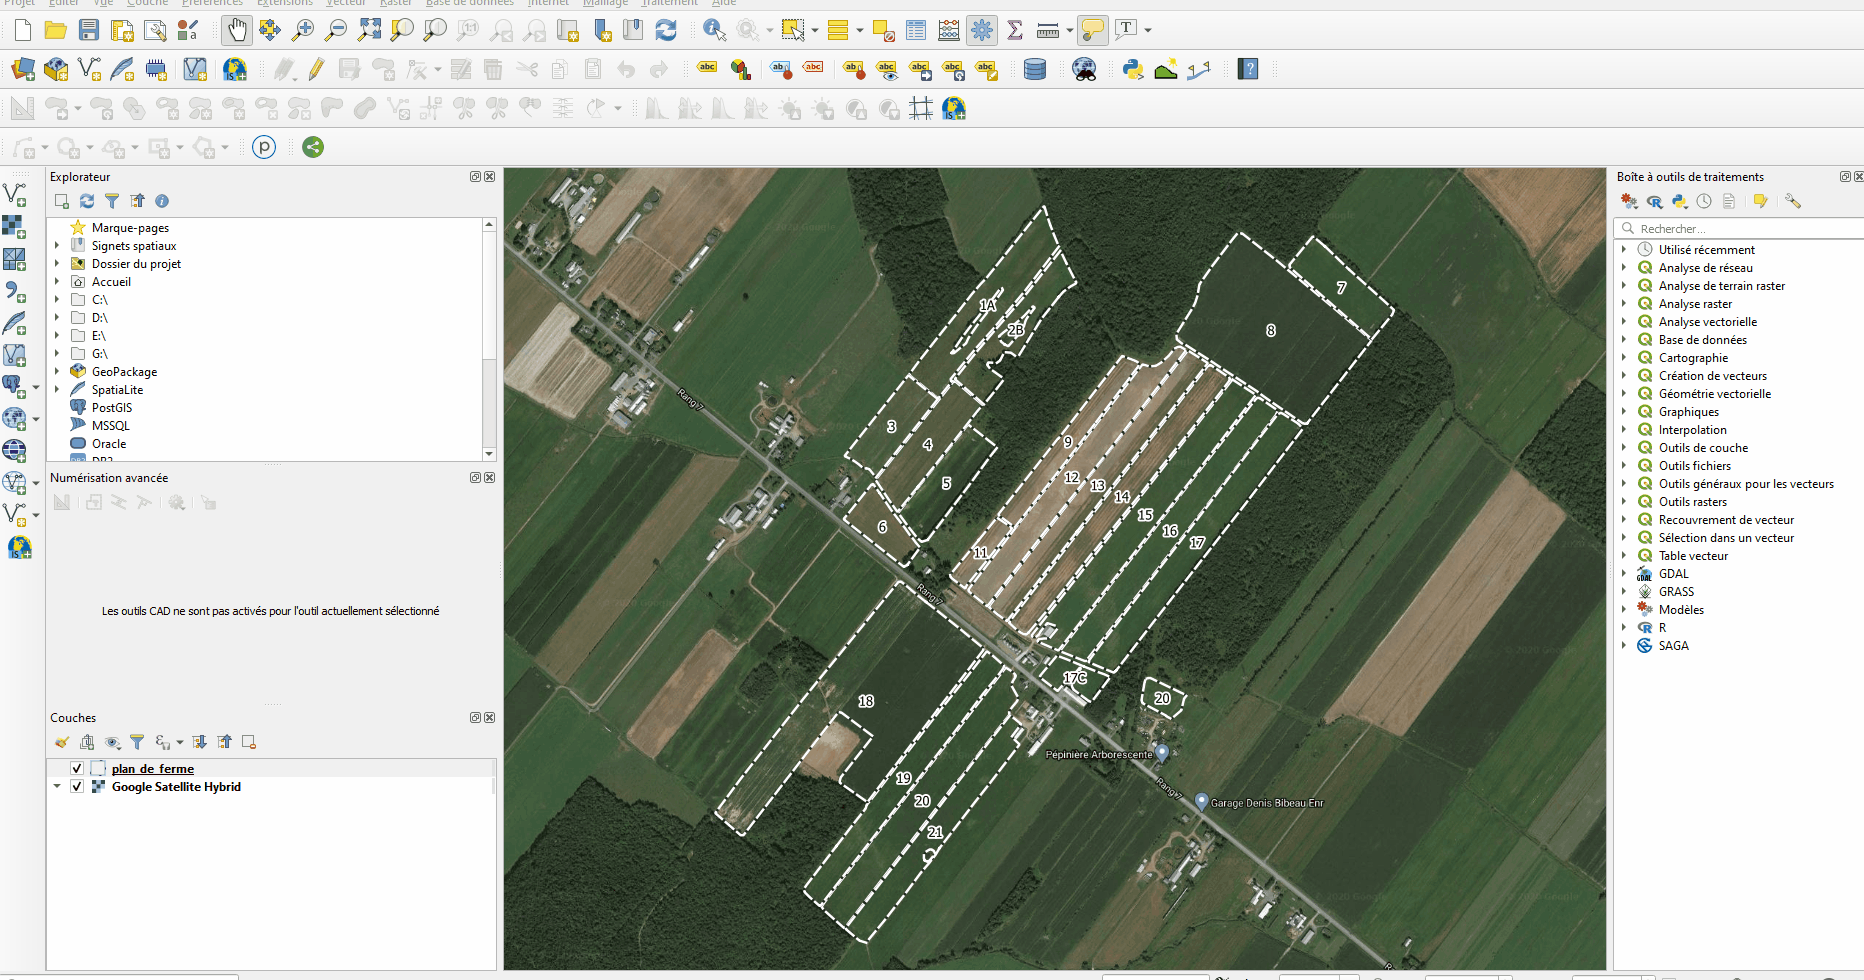 Projet Éditer Vue Couche Préférences Extensions Vecteur Raster Base de données Internet Maillage Traitement Aide
Explorateur
Marque-pages
Signets spatiaux
Dossier du projet
Accueil
C:\
D:\
E:\
G:\
GeoPackage
SpatiaLite
PostGIS
MSSQL
Oracle
DB2
Numérisation avancée
Les outils CAD ne sont pas activés pour l'outil actuellement sélectionné
Couches
plan_de_ferme
Google Satellite Hybrid
1A
2B
3
4
5
6
7
8
9
11
12
13
14
15
16
17
17C
18
19
20
21
20
Rang 7
Rang 7
Rang 7
Pépinière Arborescente
Garage Denis Bibeau Enr
Boîte à outils de traitements
Rechercher...
Utilisé récemment
Analyse de réseau
Analyse de terrain raster
Analyse raster
Analyse vectorielle
Base de données
Cartographie
Création de vecteurs
Géométrie vectorielle
Graphiques
Interpolation
Outils de couche
Outils fichiers
Outils généraux pour les vecteurs
Outils rasters
Recouvrement de vecteur
Sélection dans un vecteur
Table vecteur
GDAL
GRASS
Modèles
R
SAGA